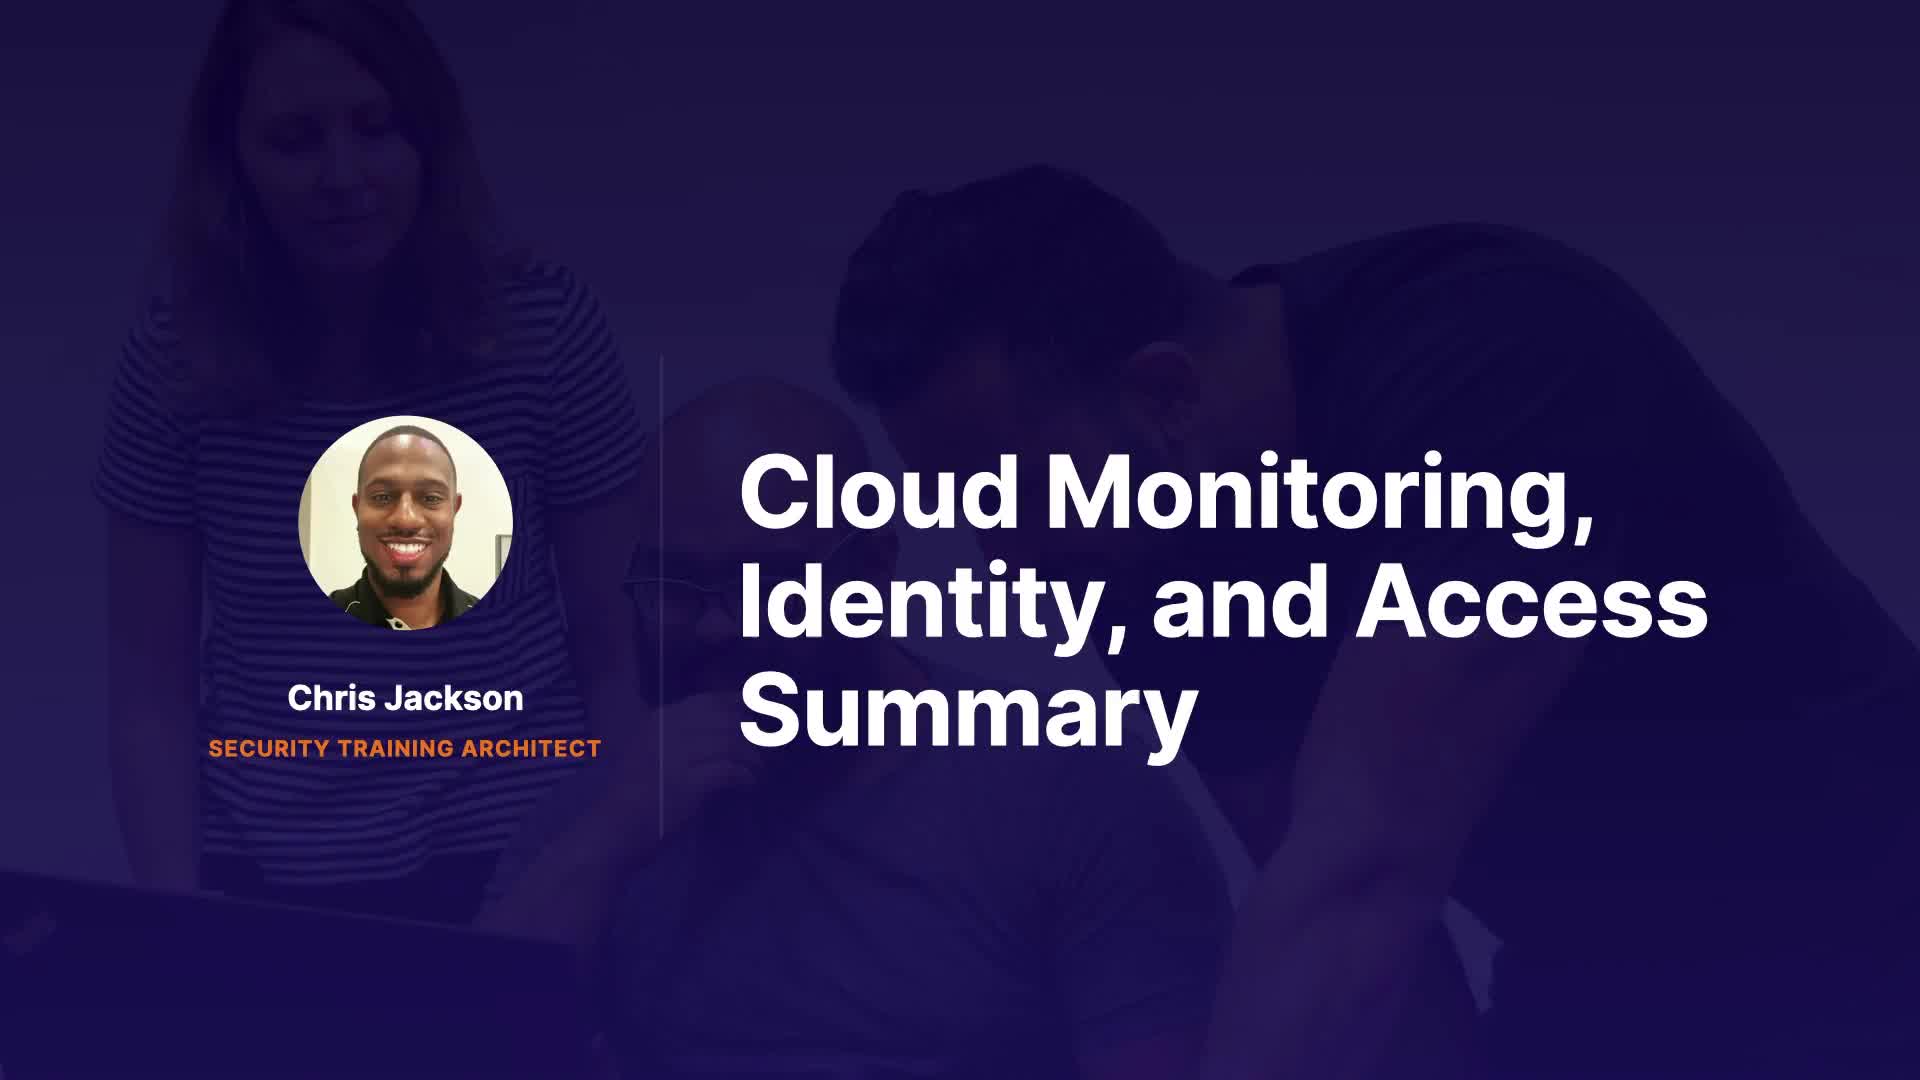 Chris Jackson
SECURITY TRAINING ARCHITECT
Cloud Monitoring,
Identity, and Access
Summary